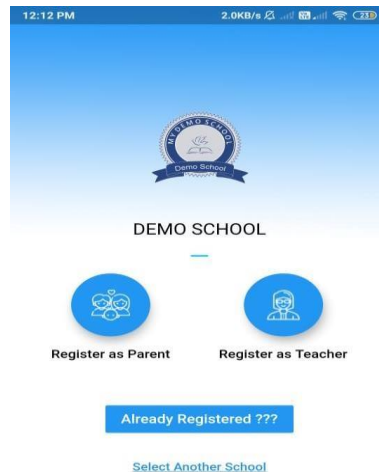 12:12 PM 2.0KB/s 23
MY DEMO SCHOOL
Demo School
DEMO SCHOOL
Register as Parent Register as Teacher
Already Registered ???
Select Another School